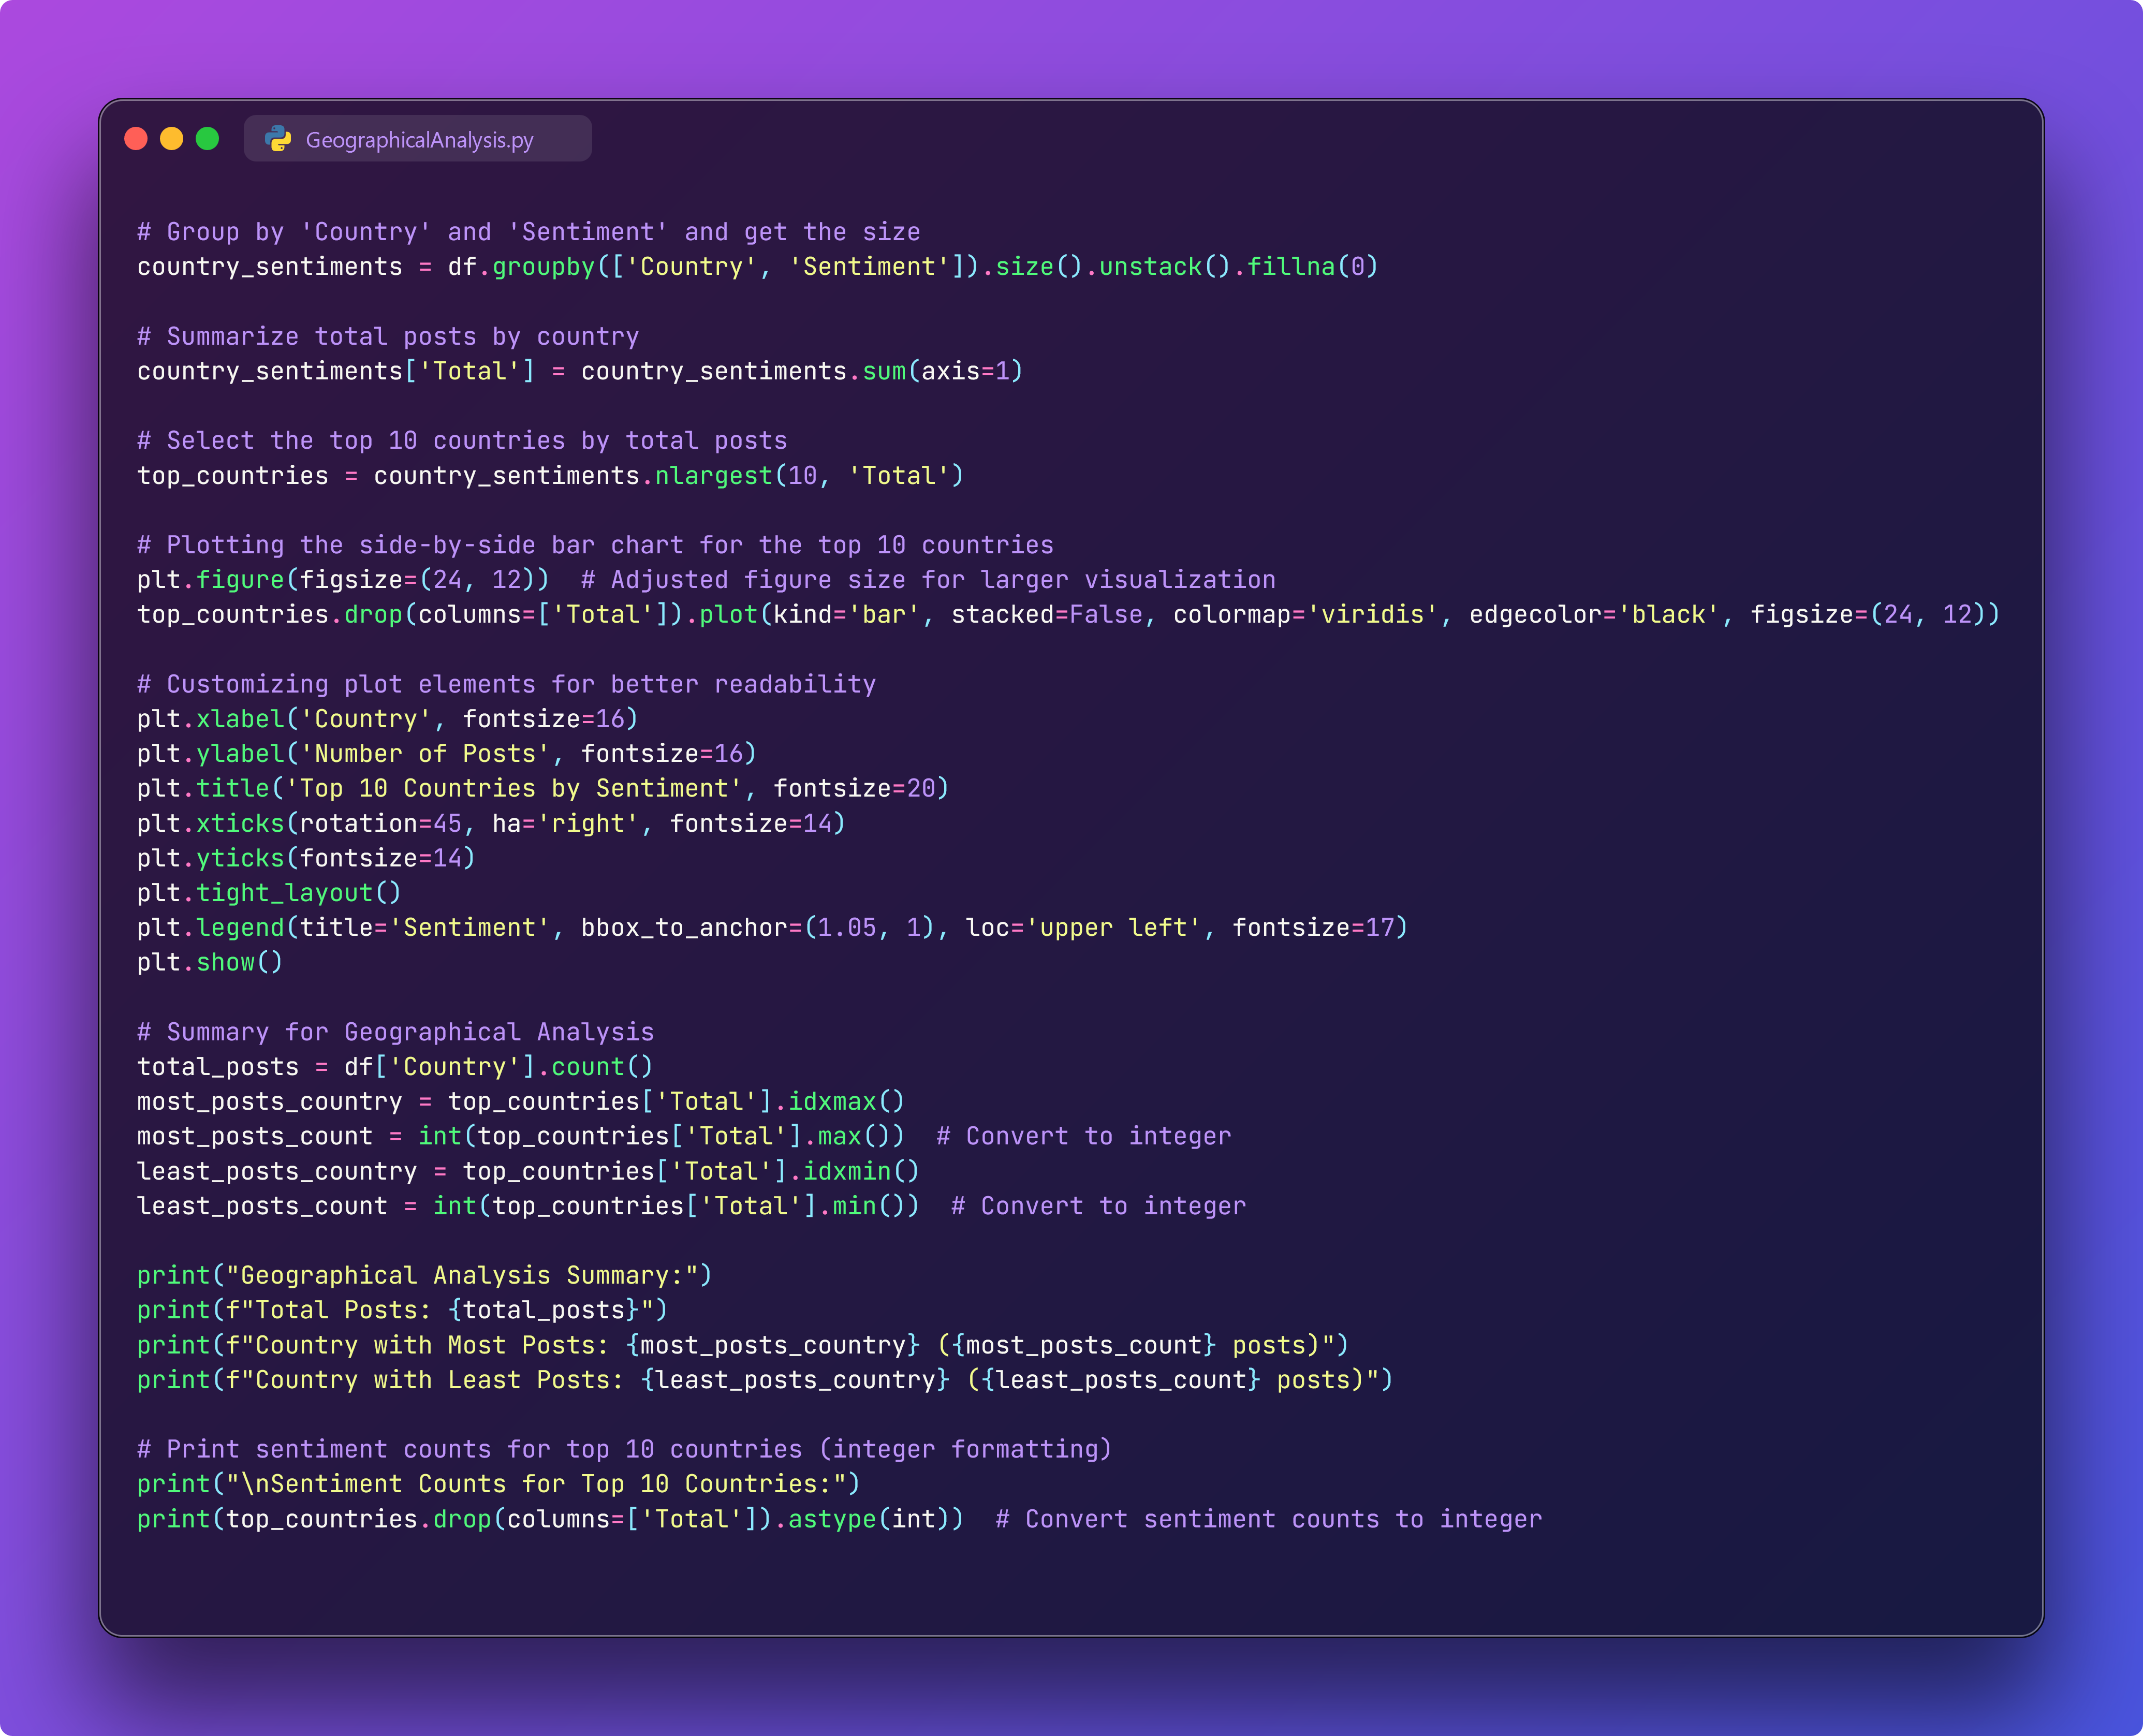 GeographicalAnalysis.py
# Group by 'Country' and 'Sentiment' and get the size
country_sentiments = df.groupby(['Country', 'Sentiment']).size().unstack().fillna(0)
# Summarize total posts by country
country_sentiments['Total'] = country_sentiments.sum(axis=1)
# Select the top 10 countries by total posts
top_countries = country_sentiments.nlargest(10, 'Total')
# Plotting the side-by-side bar chart for the top 10 countries
plt.figure(figsize=(24, 12))  # Adjusted figure size for larger visualization
top_countries.drop(columns=['Total']).plot(kind='bar', stacked=False, colormap='viridis', edgecolor='black', figsize=(24, 12))
# Customizing plot elements for better readability
plt.xlabel('Country', fontsize=16)
plt.ylabel('Number of Posts', fontsize=16)
plt.title('Top 10 Countries by Sentiment', fontsize=20)
plt.xticks(rotation=45, ha='right', fontsize=14)
plt.yticks(fontsize=14)
plt.tight_layout()
plt.legend(title='Sentiment', bbox_to_anchor=(1.05, 1), loc='upper left', fontsize=17)
plt.show()
# Summary for Geographical Analysis
total_posts = df['Country'].count()
most_posts_country = top_countries['Total'].idxmax()
most_posts_count = int(top_countries['Total'].max())  # Convert to integer
least_posts_country = top_countries['Total'].idxmin()
least_posts_count = int(top_countries['Total'].min())  # Convert to integer
print("Geographical Analysis Summary:")
print(f"Total Posts: {total_posts}")
print(f"Country with Most Posts: {most_posts_country} ({most_posts_count} posts)")
print(f"Country with Least Posts: {least_posts_country} ({least_posts_count} posts)")
# Print sentiment counts for top 10 countries (integer formatting)
print("\nSentiment Counts for Top 10 Countries:")
print(top_countries.drop(columns=['Total']).astype(int))  # Convert sentiment counts to integer